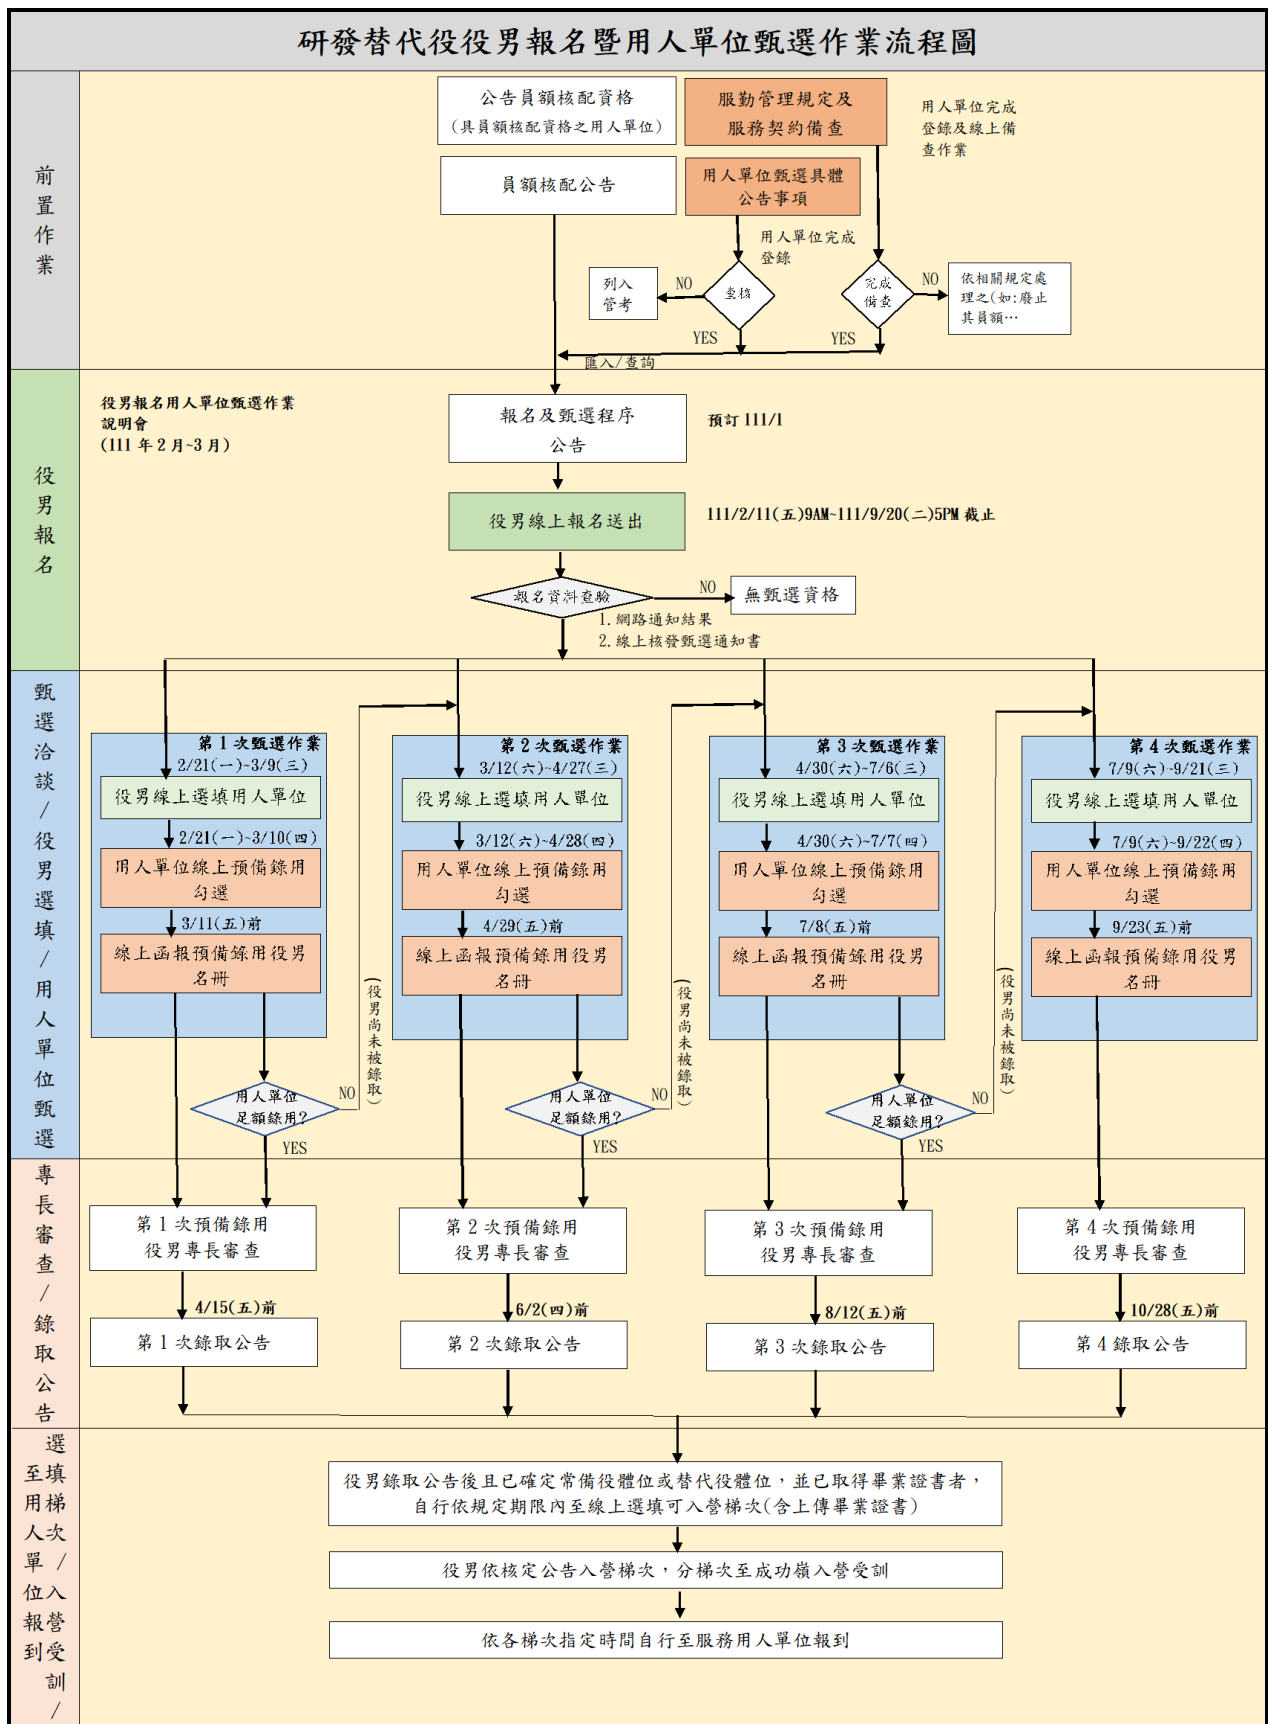 研發替代役役男報名暨用人單位甄選作業流程圖
前置作業
公告員額核配資格
(具員額核配資格之用人單位)
服勤管理規定及
服務契約備查
用人單位完成
登錄及線上備
查作業
員額核配公告
用人單位甄選具體
公告事項
用人單位完成
登錄
列入
管考
NO
查核
完成
備查
NO
依相關規定處
理之(如:廢止
其員額…
YES
YES
匯入/查詢
役男報名
役男報名用人單位甄選作業
說明會
(111 年 2 月~3 月)
報名及甄選程序
公告
預訂 111/1
役男線上報名送出
111/2/11(五)9AM~111/9/20(二)5PM 截止
報名資料查驗
NO
無甄選資格
1. 網路通知結果
2. 線上核發甄選通知書
甄選洽談/役男選填/用人單位甄選
第 1 次甄選作業
2/21(一)~3/9(三)
役男線上選填用人單位
2/21(一)~3/10(四)
用人單位線上預備錄用
勾選
3/11(五)前
線上函報預備錄用役男
名冊
用人單位
足額錄用?
NO
YES
(役男尚未被錄取)
第 2 次甄選作業
3/12(六)~4/27(三)
役男線上選填用人單位
3/12(六)~4/28(四)
用人單位線上預備錄用
勾選
4/29(五)前
線上函報預備錄用役男
名冊
用人單位
足額錄用?
NO
YES
(役男尚未被錄取)
第 3 次甄選作業
4/30(六)~7/6(三)
役男線上選填用人單位
4/30(六)~7/7(四)
用人單位線上預備錄用
勾選
7/8(五)前
線上函報預備錄用役男
名冊
用人單位
足額錄用?
NO
YES
(役男尚未被錄取)
第 4 次甄選作業
7/9(六)~9/21(三)
役男線上選填用人單位
7/9(六)~9/22(四)
用人單位線上預備錄用
勾選
9/23(五)前
線上函報預備錄用役男
名冊
專長審查/錄取公告
第 1 次預備錄用
役男專長審查
4/15(五)前
第 1 次錄取公告
第 2 次預備錄用
役男專長審查
6/2(四)前
第 2 次錄取公告
第 3 次預備錄用
役男專長審查
8/12(五)前
第 3 次錄取公告
第 4 次預備錄用
役男專長審查
10/28(五)前
第 4 錄取公告
選填梯次/入營受訓/
至用人單位報到
役男錄取公告後且已確定常備役體位或替代役體位，並已取得畢業證書者，
自行依規定期限內至線上選填可入營梯次(含上傳畢業證書)
役男依核定公告入營梯次，分梯次至成功嶺入營受訓
依各梯次指定時間自行至服務用人單位報到